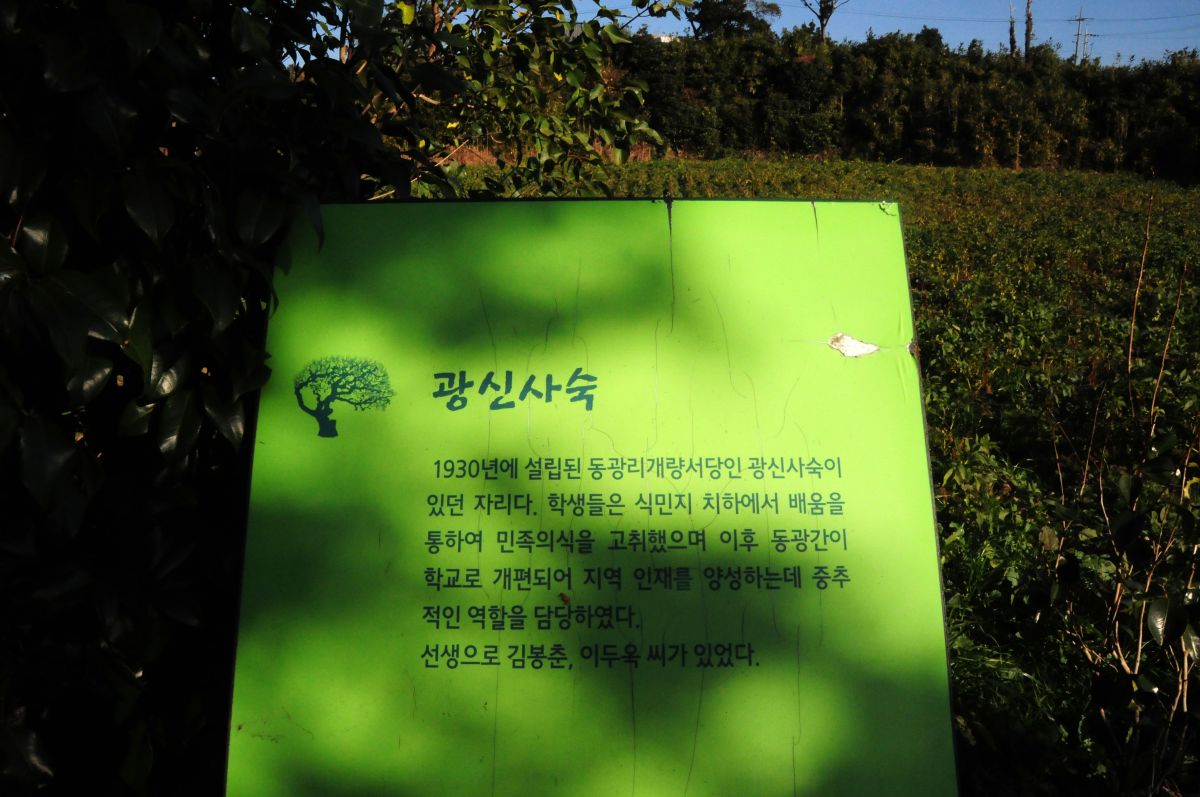 광신사숙
1930년에 설립된 동광리개량서당인 광신사숙이
있던 자리다. 학생들은 식민지 치하에서 배움을
통하여 민족의식을 고취했으며 이후 동광간이
학교로 개편되어 지역 인재를 양성하는데 중추
적인 역할을 담당하였다.
선생으로 김봉춘, 이두옥 씨가 있었다.